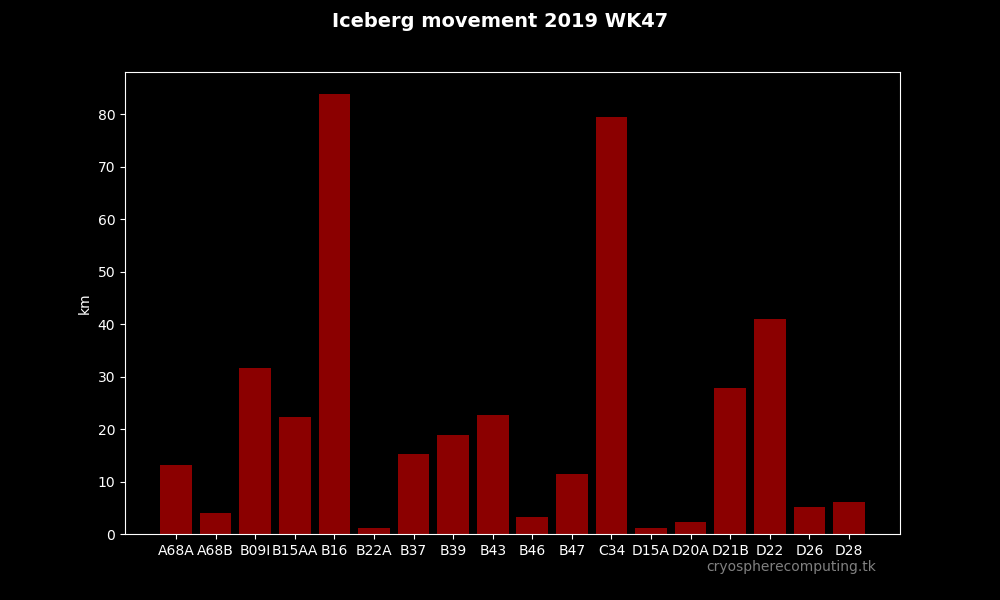 Iceberg movement 2019 WK47
km
80
70
60
50
40
30
20
10
0
A68A A68B B09I B15AA B16 B22A B37 B39 B43 B46 B47 C34 D15A D20A D21B D22 D26 D28
cryospherecomputing.tk